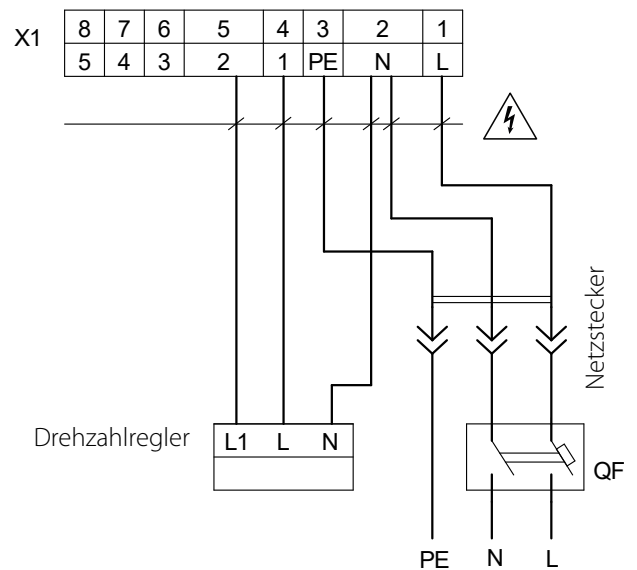 X1
8 7 6 5 4 3 2 1
5 4 3 2 1 PE N L
Netzstecker
Drehzahlregler
L1 L N
QF
PE N L